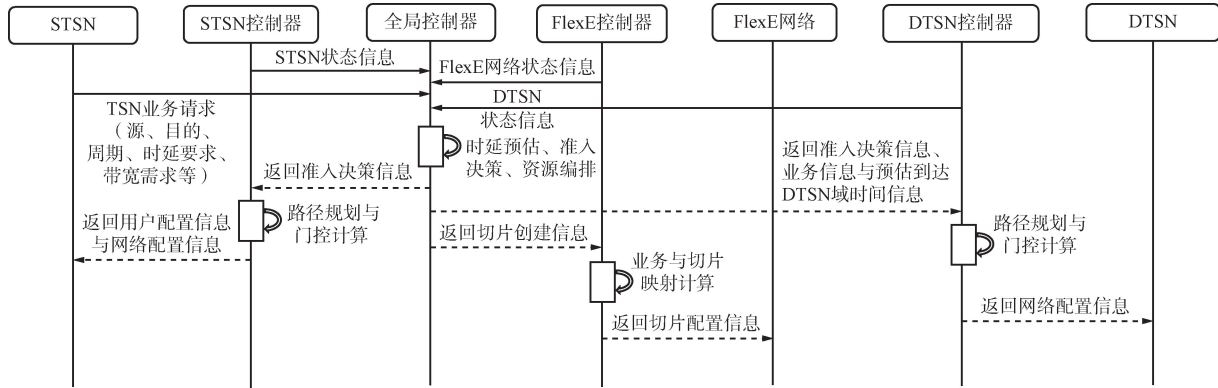 STSN
STSN控制器
全局控制器
FlexE控制器
FlexE网络
DTSN控制器
DTSN
STSN状态信息
FlexE网络状态信息
TSN业务请求
（源、目的、
周期、时延要求、
带宽需求等）
DTSN
状态信息
时延预估、准入
决策、资源编排
返回准入决策信息
返回准入决策信息、
业务信息与预估到达
DTSN域时间信息
路径规划与
门控计算
返回用户配置信息
与网络配置信息
返回切片创建信息
路径规划与
门控计算
业务与切片
映射计算
返回网络配置信息
返回切片配置信息